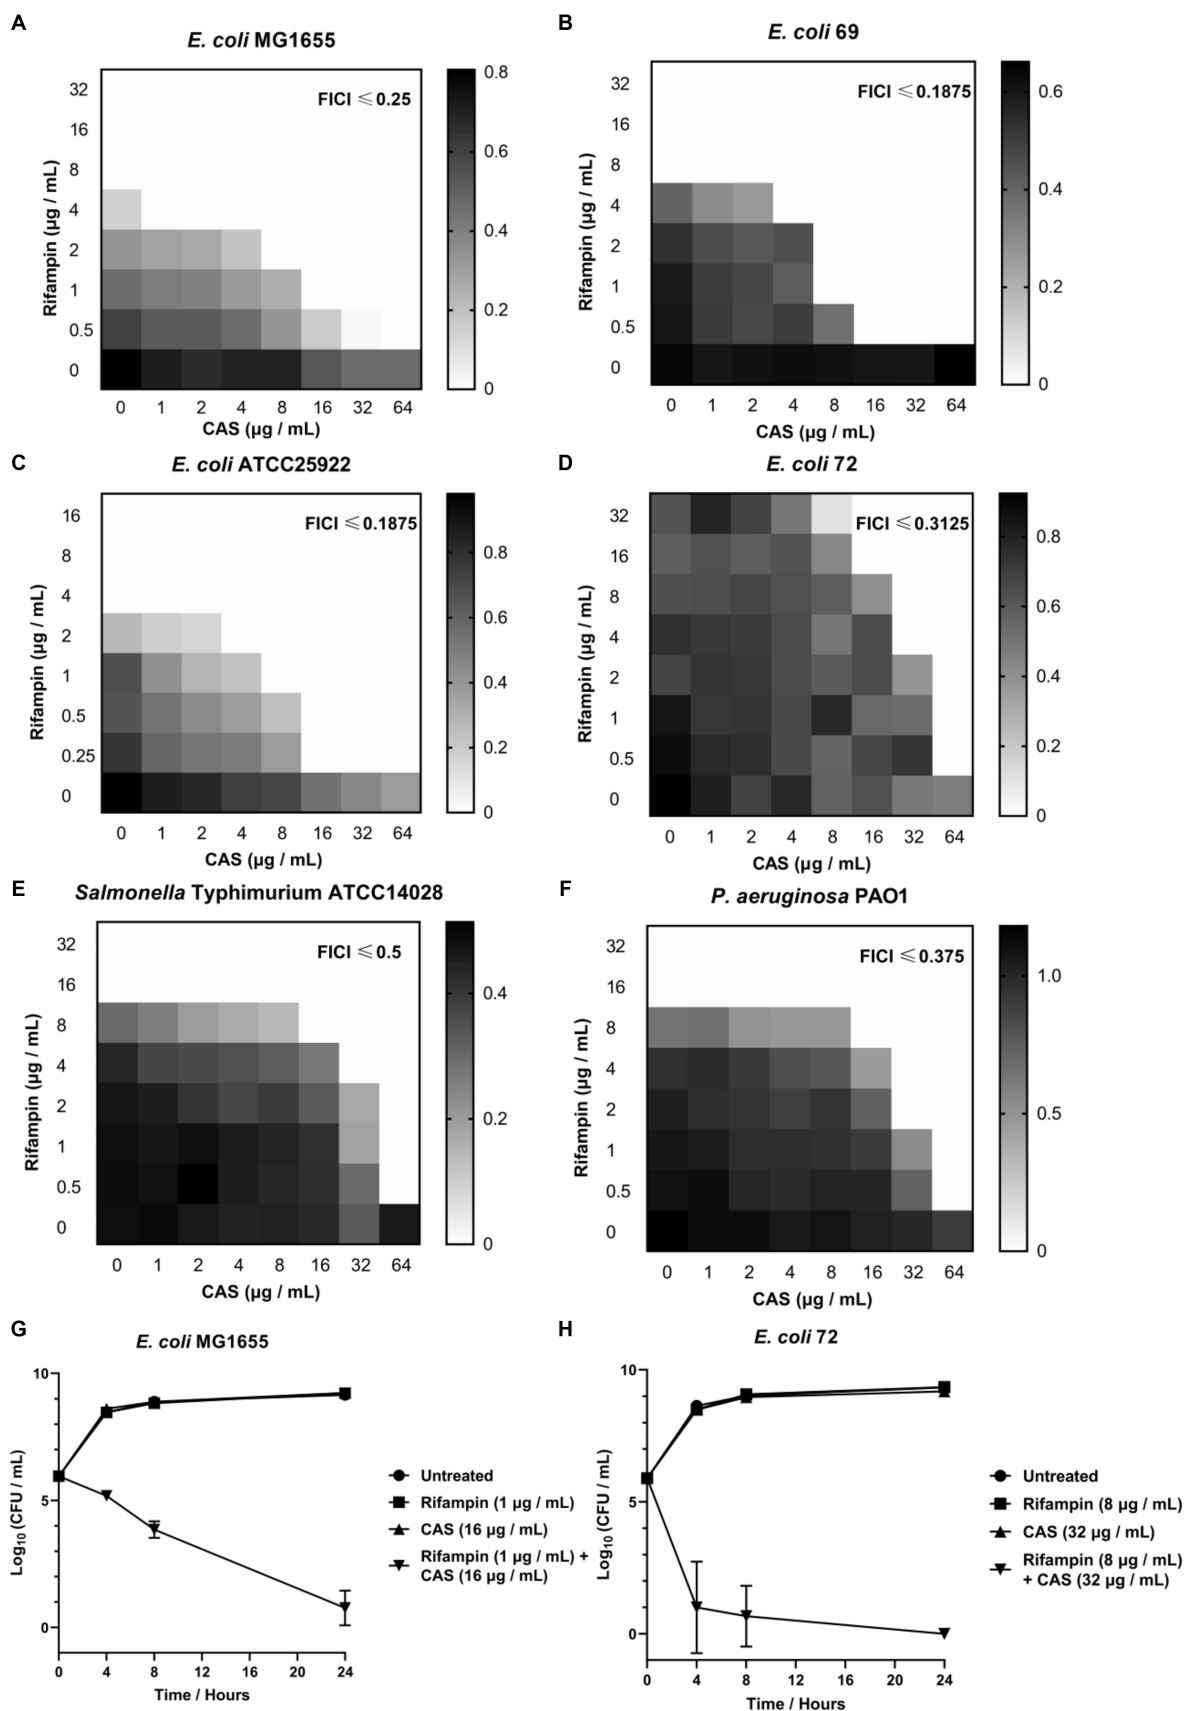 A
E. coli MG1655
FICI ≤ 0.25
Rifampin (µg / mL)
32
16
8
4
2
1
0.5
0
0 1 2 4 8 16 32 64
CAS (µg / mL)
0.8
0.6
0.4
0.2
0
B
E. coli 69
FICI ≤ 0.1875
Rifampin (µg / mL)
32
16
8
4
2
1
0.5
0
0 1 2 4 8 16 32 64
CAS (µg / mL)
0.6
0.4
0.2
0
C
E. coli ATCC25922
FICI ≤ 0.1875
Rifampin (µg / mL)
16
8
4
2
1
0.5
0.25
0
0 1 2 4 8 16 32 64
CAS (µg / mL)
0.8
0.6
0.4
0.2
0
D
E. coli 72
FICI ≤ 0.3125
Rifampin (µg / mL)
32
16
8
4
2
1
0.5
0
0 1 2 4 8 16 32 64
CAS (µg / mL)
0.8
0.6
0.4
0.2
0
E
Salmonella Typhimurium ATCC14028
FICI ≤ 0.5
Rifampin (µg / mL)
32
16
8
4
2
1
0.5
0
0 1 2 4 8 16 32 64
CAS (µg / mL)
0.4
0.2
0
F
P. aeruginosa PAO1
FICI ≤ 0.375
Rifampin (µg / mL)
32
16
8
4
2
1
0.5
0
0 1 2 4 8 16 32 64
CAS (µg / mL)
1.0
0.5
0
G
E. coli MG1655
Log10 (CFU / mL)
10
5
0
0 4 8 12 16 20 24
Time / Hours
Untreated
Rifampin (1 µg / mL)
CAS (16 µg / mL)
Rifampin (1 µg / mL) +
CAS (16 µg / mL)
H
E. coli 72
Log10 (CFU / mL)
10
5
0
0 4 8 12 16 20 24
Time / Hours
Untreated
Rifampin (8 µg / mL)
CAS (32 µg / mL)
Rifampin (8 µg / mL)
+ CAS (32 µg / mL)